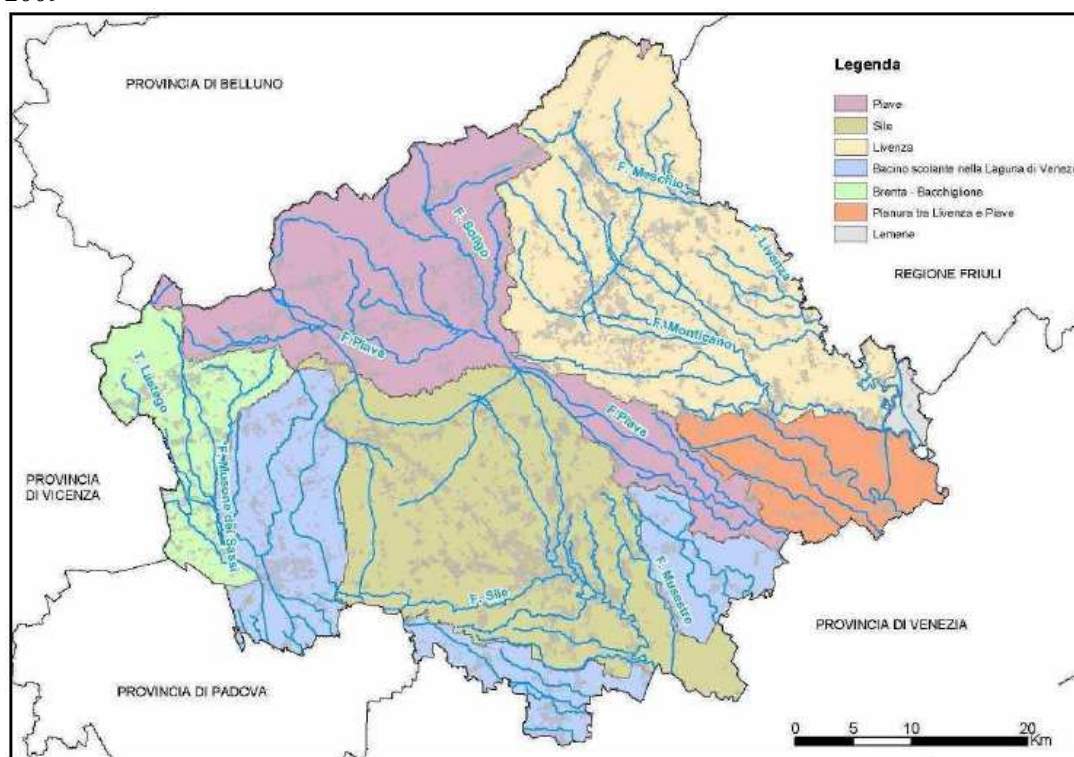 PROVINCIA DI BELLUNO
Legenda
Piave
Sile
Livenza
Bacino scolante nella Laguna di Venez
Brenta - Bacchiglione
Pianura tra Livenza e Piave
Lemene
F. Meschio
F. Soligo
F. Livenza
REGIONE FRIULI
F. Monticano
F. Piave
T. Lastego
F. Piave
PROVINCIA
DI VICENZA
F. Musone dei Sassi
F. Sile
F. Musestre
PROVINCIA DI VENEZIA
PROVINCIA DI PADOVA
0 5 10 20
Km